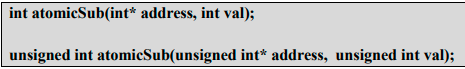 int atomicSub(int* address, int val);
unsigned int atomicSub(unsigned int* address, unsigned int val);